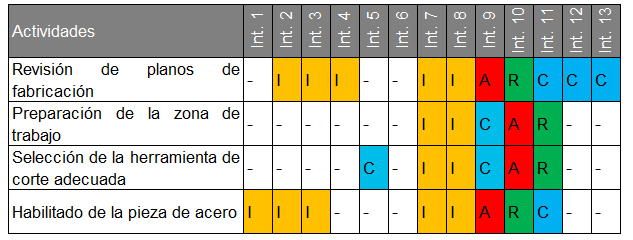 Actividades Int. 1 Int. 2 Int. 3 Int. 4 Int. 5 Int. 6 Int. 7 Int. 8 Int. 9 Int. 10 Int. 11 Int. 12 Int. 13
Revisión de planos de
fabricación - I I I - - I I A R C C C
Preparación de la zona de
trabajo - - - - - - I I C A R - -
Selección de la herramienta de
corte adecuada - - - - C - I I C A R - -
Habilitado de la pieza de acero I I I - - - I I A R C - -